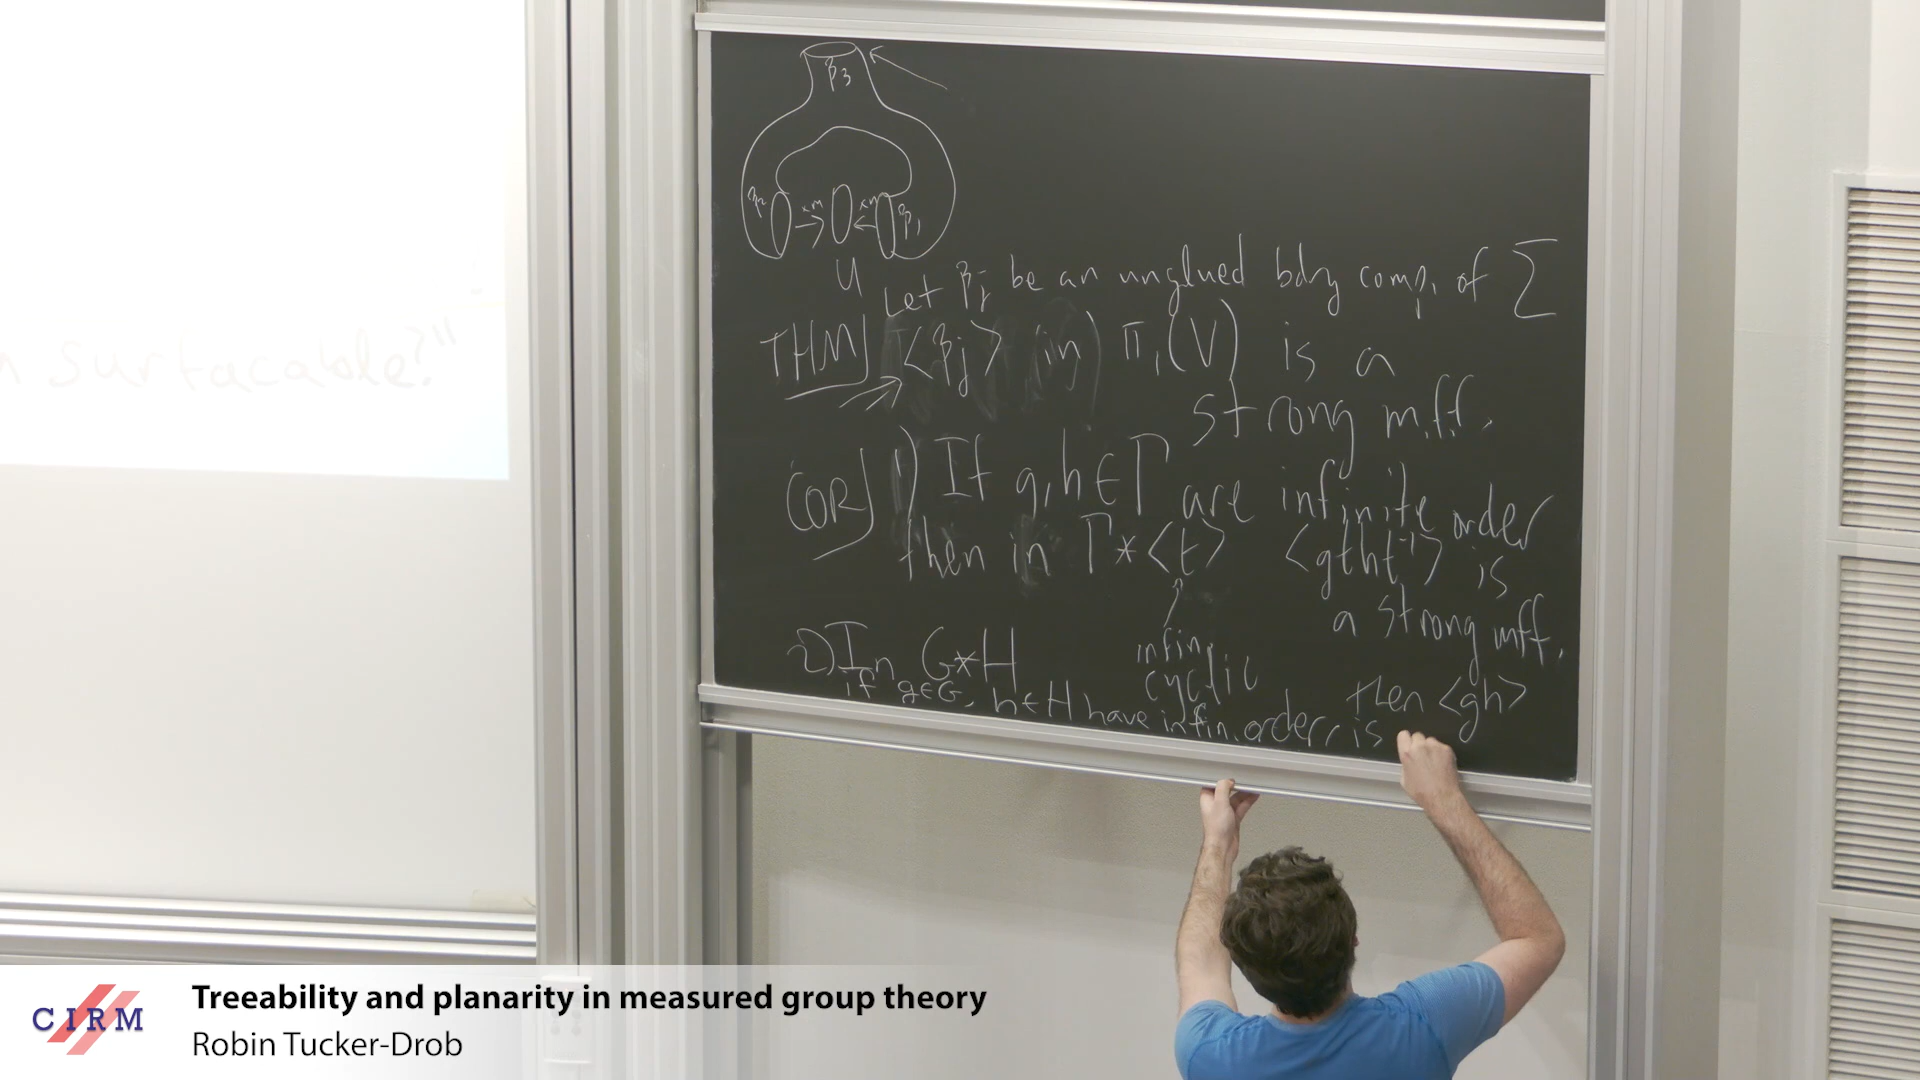 n surfacable?"
β3
β2
xm
xn
β1
U
Let βj be an unglued bdry comp. of Σ
THM <βj> in π1(V) is a
strong m.f.f.
COR 1) If g,h∈Γ are infinite order
then in Γ*<t> <gtht⁻¹> is
a strong mff.
infin.
cyclic
2) In G*H
if g∈G, h∈H have infin. order, then <gh>
is
CIRM
Treeability and planarity in measured group theory
Robin Tucker-Drob